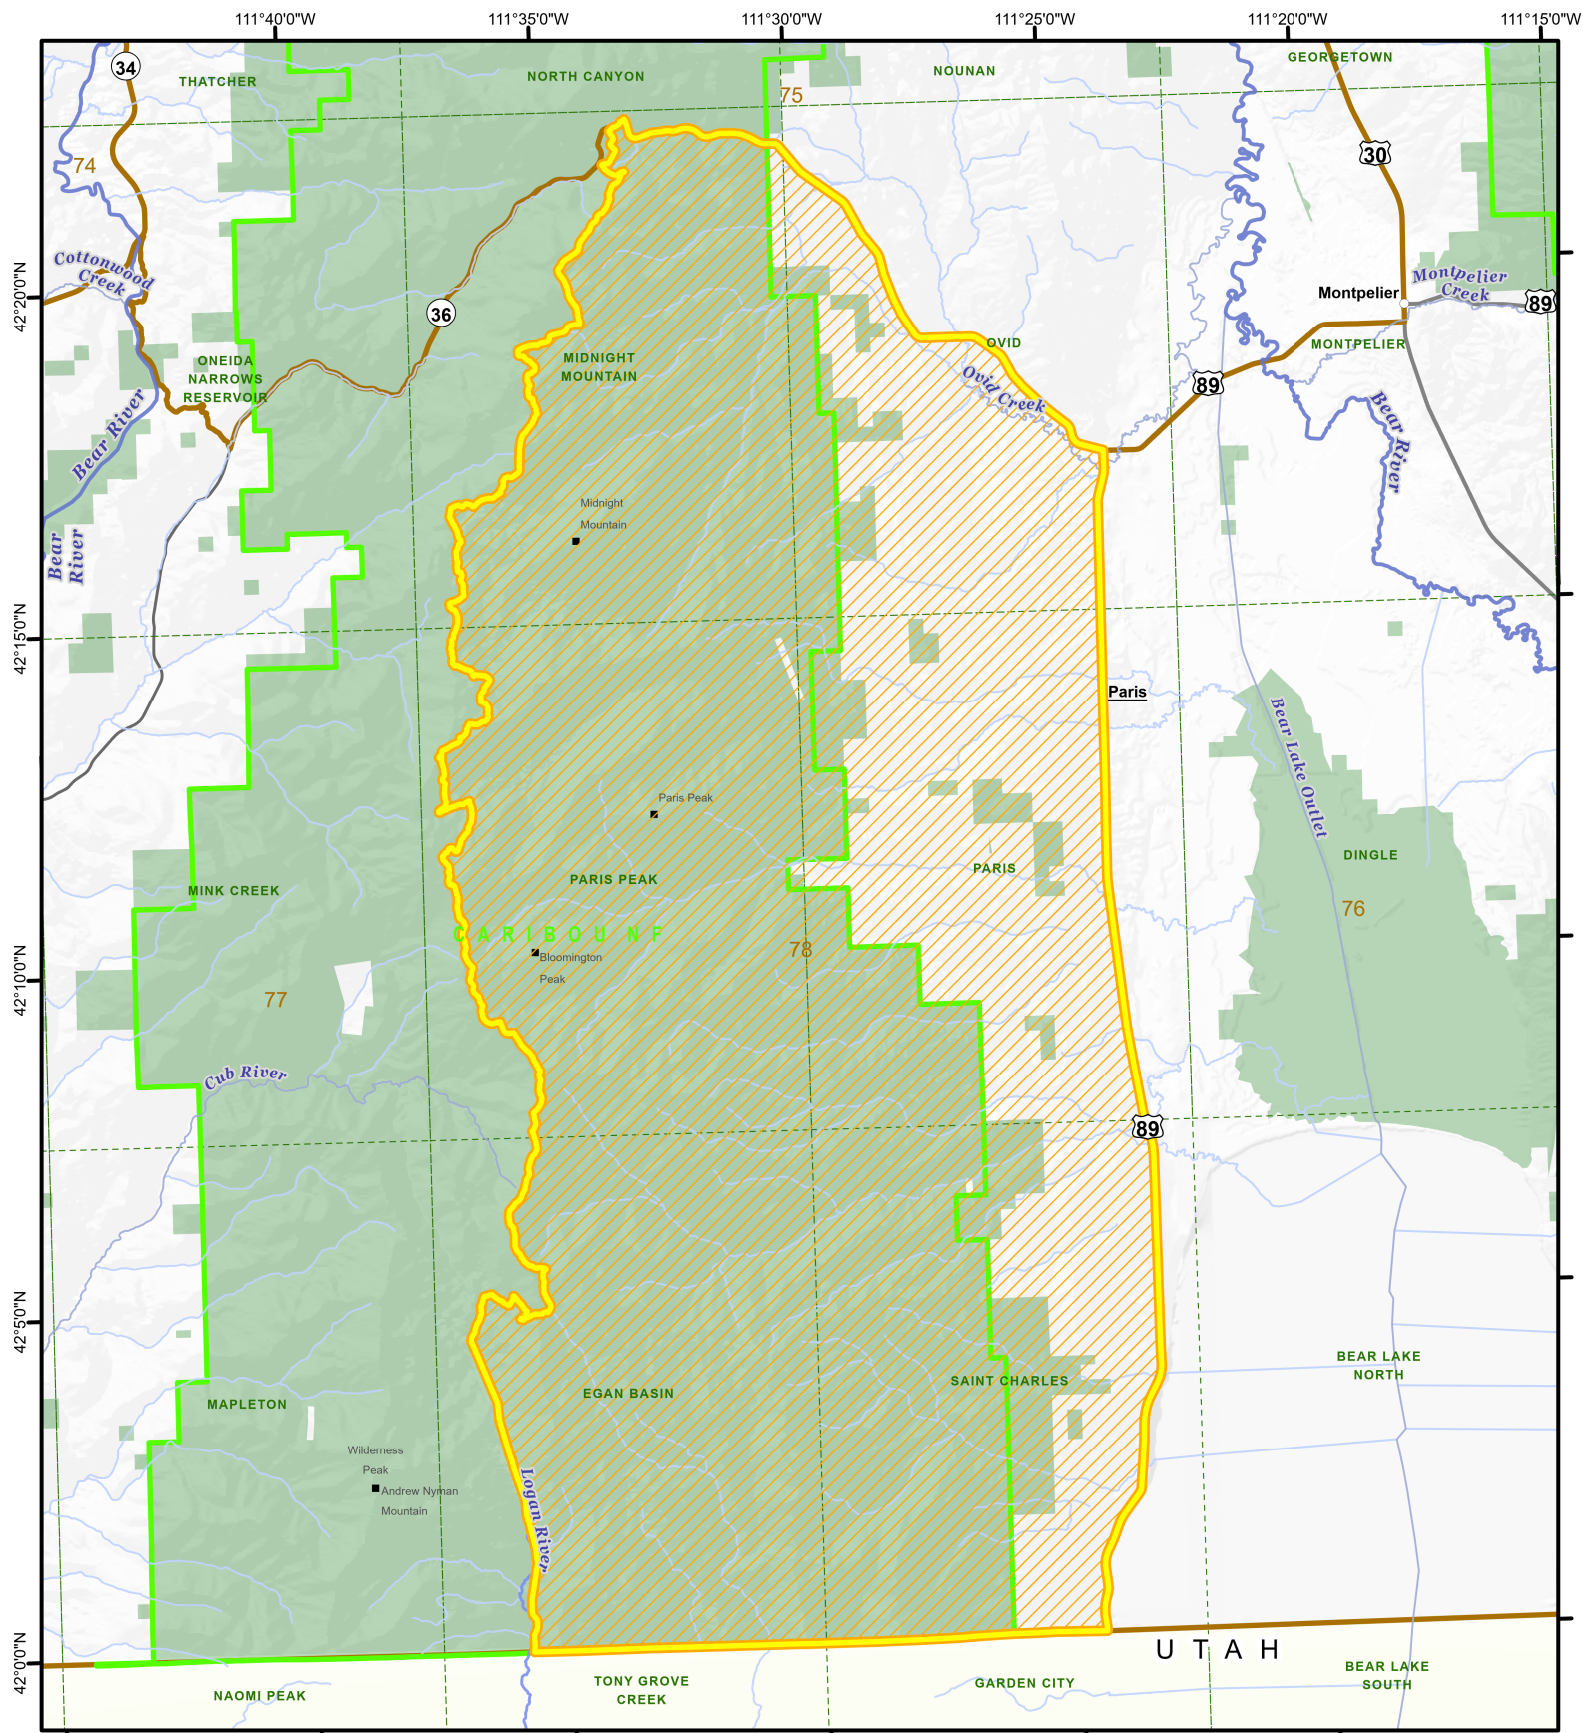 111°40'0"W
111°35'0"W
111°30'0"W
111°25'0"W
111°20'0"W
111°15'0"W
34
THATCHER
NORTH CANYON
75
NOUNAN
GEORGETOWN
30
74
Cottonwood
Creek
36
42°20'0"N
Montpelier
Montpelier
Creek
89
MONTPELIER
OVID
MIDNIGHT
MOUNTAIN
ONEIDA
NARROWS
RESERVOIR
Ovid Creek
89
Bear River
Bear River
Midnight
Mountain
Bear
River
42°15'0"N
Paris
Bear Lake Outlet
Paris Peak
DINGLE
PARIS
PARIS PEAK
MINK CREEK
76
CARIBOU NF
78
Bloomington
Peak
42°10'0"N
77
Cub River
89
42°5'0"N
BEAR LAKE
NORTH
SAINT CHARLES
EGAN BASIN
MAPLETON
Wilderness
Peak
Andrew Nyman
Mountain
Logan River
42°0'0"N
UTAH
BEAR LAKE
SOUTH
TONY GROVE
CREEK
GARDEN CITY
NAOMI PEAK